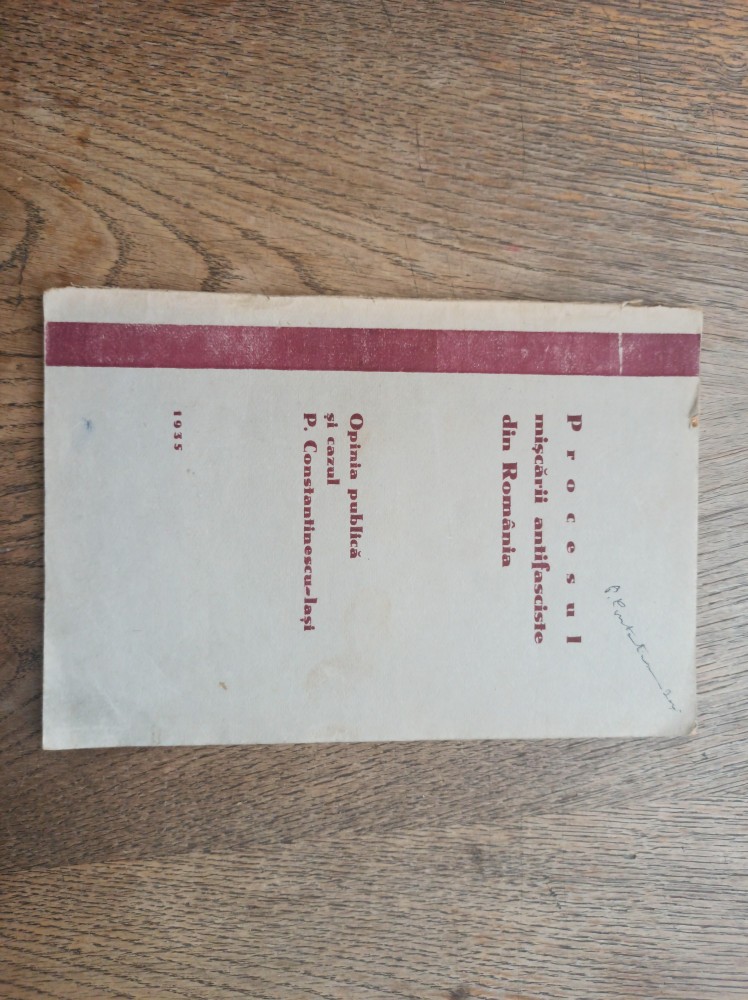 Procesul
mişcării antifasciste
din România
Opinia publică
şi cazul
P. Constantinescu-Iaşi
1935